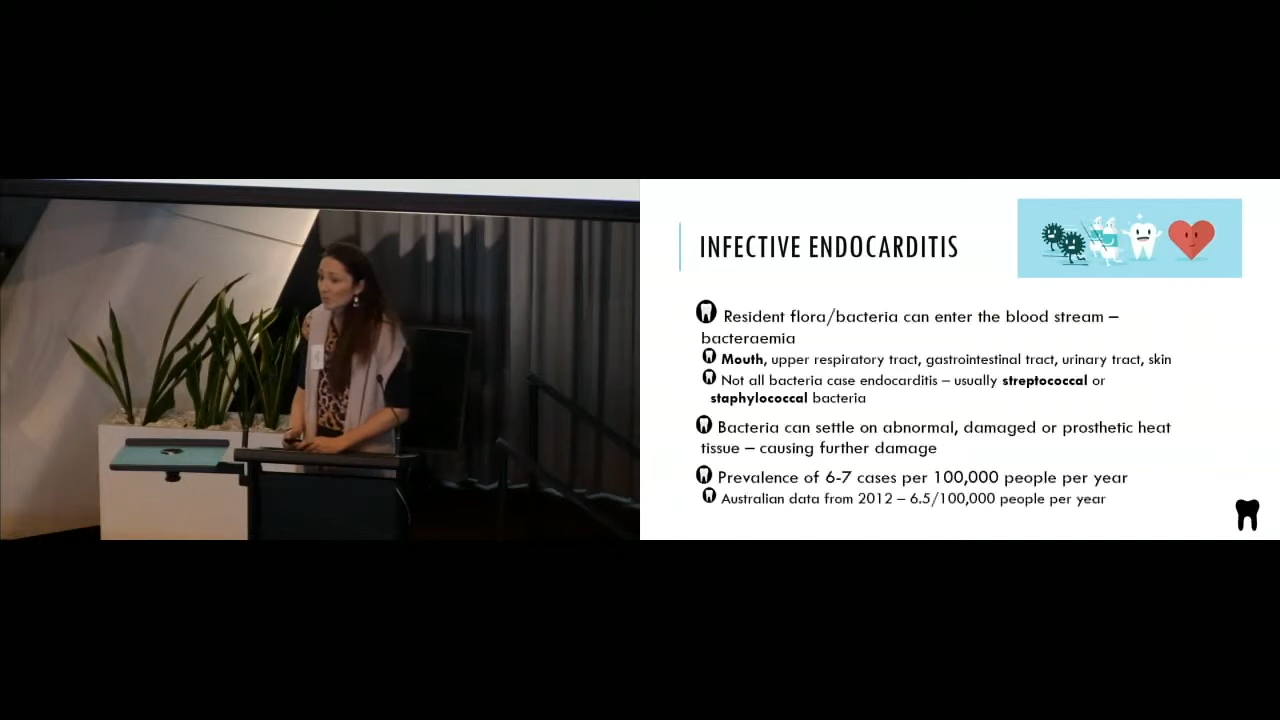 INFECTIVE ENDOCARDITIS
Resident flora/bacteria can enter the blood stream –
bacteraemia
Mouth, upper respiratory tract, gastrointestinal tract, urinary tract, skin
Not all bacteria case endocarditis – usually streptococcal or
staphylococcal bacteria
Bacteria can settle on abnormal, damaged or prosthetic heat
tissue – causing further damage
Prevalence of 6-7 cases per 100,000 people per year
Australian data from 2012 – 6.5/100,000 people per year